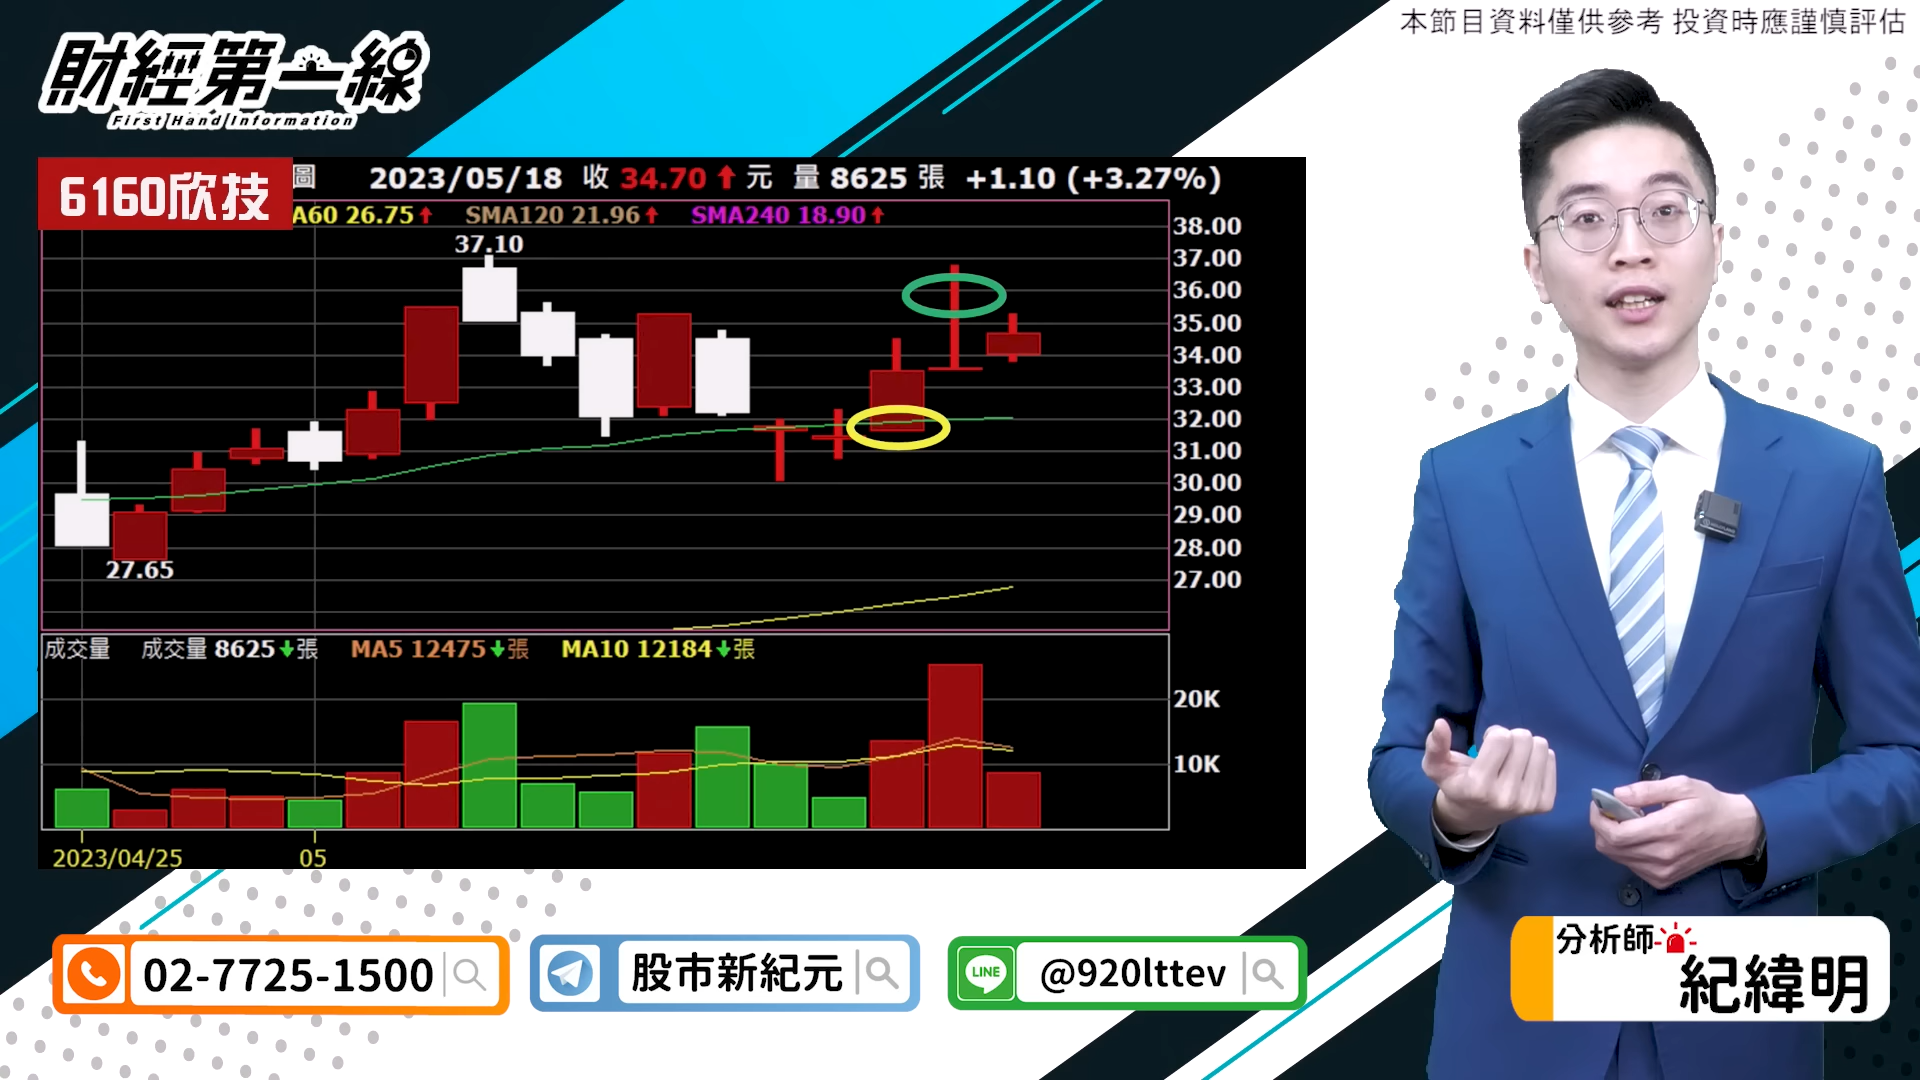 本節目資料僅供參考 投資時應謹慎評估
財經第一線
First Hand Information
6160欣技
圖 2023/05/18 收 34.70 元 量 8625 張 +1.10 (+3.27%)
A60 26.75 SMA120 21.96 SMA240 18.90
37.10
27.65
38.00
37.00
36.00
35.00
34.00
33.00
32.00
31.00
30.00
29.00
28.00
27.00
成交量 成交量 8625 張 MA5 12475 張 MA10 12184 張
20K
10K
2023/04/25 05
分析師
紀緯明
02-7725-1500
股市新紀元
LINE
@920lttev